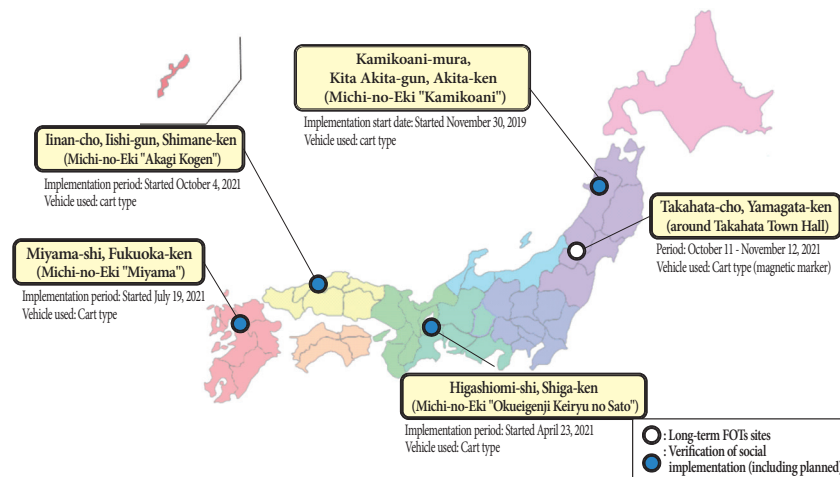 Kamikoani-mura,
Kita Akita-gun, Akita-ken
(Michi-no-Eki "Kamikoani")
Implementation start date: Started November 30, 2019
Vehicle used: cart type
Iinan-cho, Iishi-gun, Shimane-ken
(Michi-no-Eki "Akagi Kogen")
Implementation period: Started October 4, 2021
Vehicle used: cart type
Takahata-cho, Yamagata-ken
(around Takahata Town Hall)
Period: October 11 - November 12, 2021
Vehicle used: Cart type (magnetic marker)
Miyama-shi, Fukuoka-ken
(Michi-no-Eki "Miyama")
Implementation period: Started July 19, 2021
Vehicle used: Cart type
Higashiomi-shi, Shiga-ken
(Michi-no-Eki "Okueigenji Keiryu no Sato")
Implementation period: Started April 23, 2021
Vehicle used: Cart type
: Long-term FOTs sites
: Verification of social
implementation (including planned)